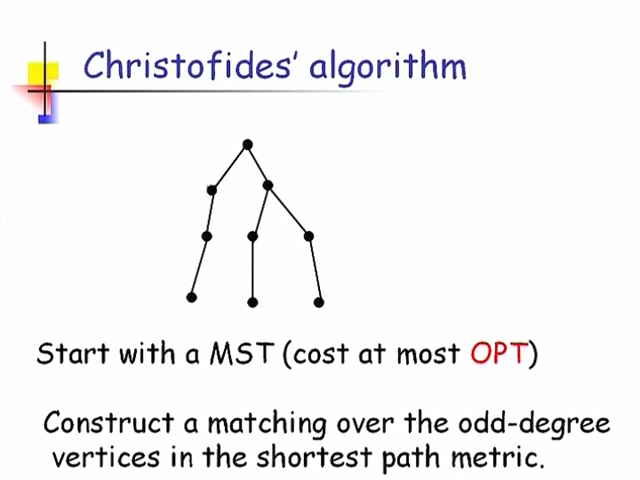 Christofides' algorithm
Start with a MST (cost at most OPT)
Construct a matching over the odd-degree
vertices in the shortest path metric.